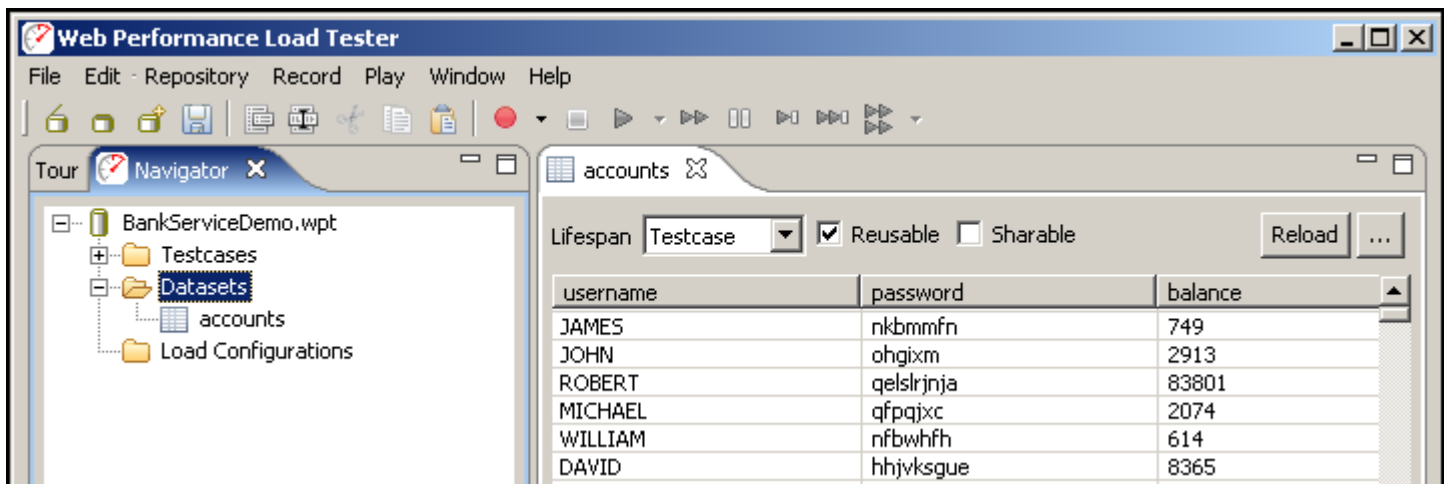 Web Performance Load Tester
File Edit Repository Record Play Window Help
Tour Navigator
accounts
BankServiceDemo.wpt
Testcases
Datasets
accounts
Load Configurations
Lifespan Testcase Reusable Sharable Reload ...
username password balance
JAMES nkbmmfn 749
JOHN ohgixm 2913
ROBERT qelslrjnja 83801
MICHAEL qfpqjxc 2074
WILLIAM nfbwhfh 614
DAVID hhjvksgue 8365